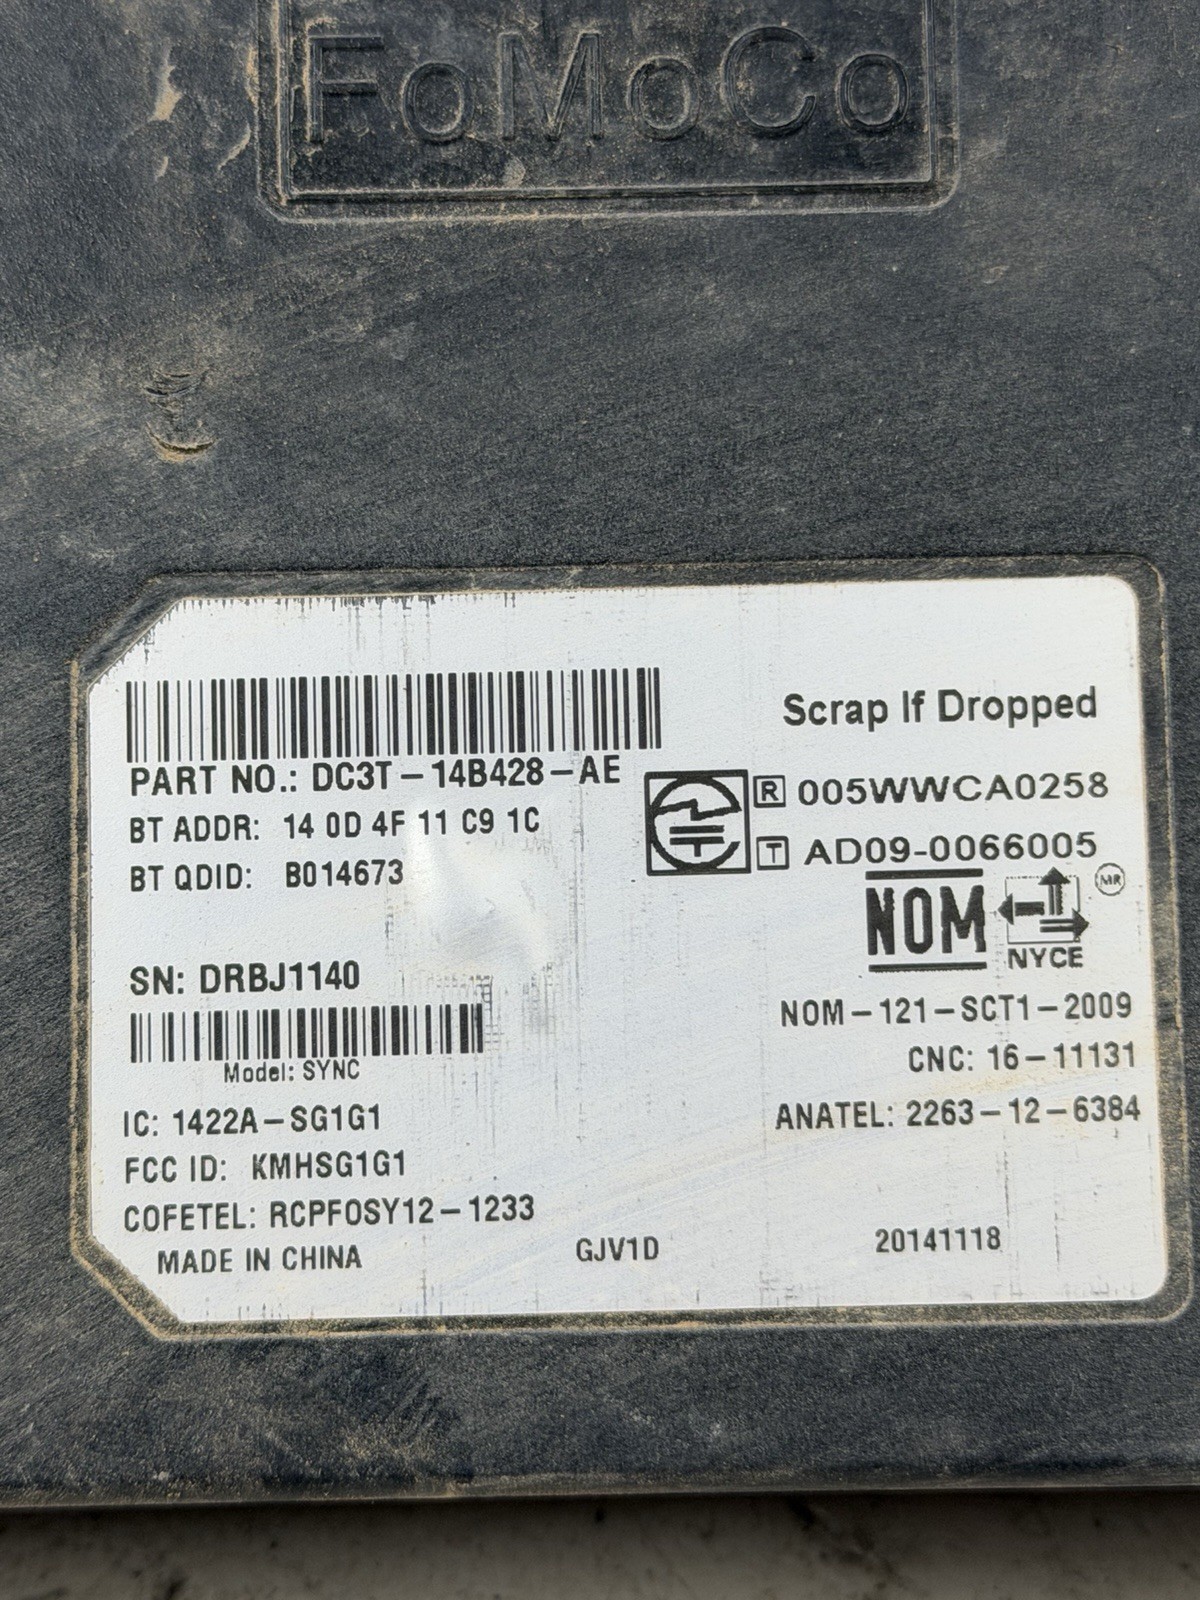 FoMoCo
Scrap If Dropped
PART NO.: DC3T-14B428-AE
BT ADDR: 14 0D 4F 11 C9 1C
BT QDID: B014673
R 005WWCA0258
T AD09-0066005
NOM
MR
NYCE
SN: DRBJ1140
Model: SYNC
NOM-121-SCT1-2009
CNC: 16-11131
ANATEL: 2263-12-6384
IC: 1422A-SG1G1
FCC ID: KMHSG1G1
COFETEL: RCPFOSY12-1233
MADE IN CHINA
GJV1D
20141118